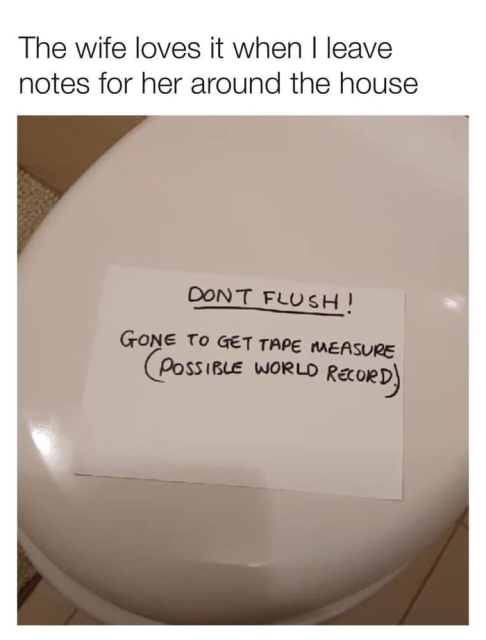 The wife loves it when I leave
notes for her around the house
DONT FLUSH!
GONE TO GET TAPE MEASURE
(POSSIBLE WORLD RECORD)